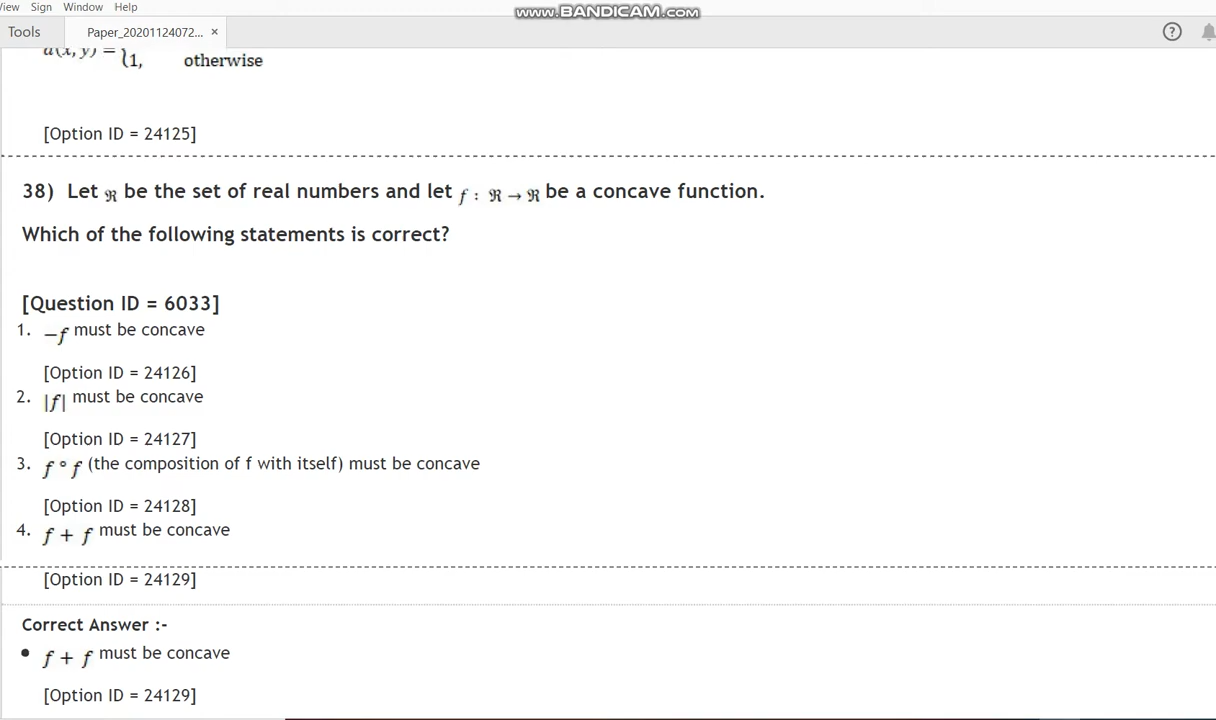 View Sign Window Help
www.BANDICAM.com
Tools Paper_20201124072... ×
d(x, y) = {1, otherwise
[Option ID = 24125]
38) Let ℜ be the set of real numbers and let f : ℜ → ℜ be a concave function.
Which of the following statements is correct?
[Question ID = 6033]
1. −f must be concave
[Option ID = 24126]
2. |f| must be concave
[Option ID = 24127]
3. f ∘ f (the composition of f with itself) must be concave
[Option ID = 24128]
4. f + f must be concave
[Option ID = 24129]
Correct Answer :-
• f + f must be concave
[Option ID = 24129]